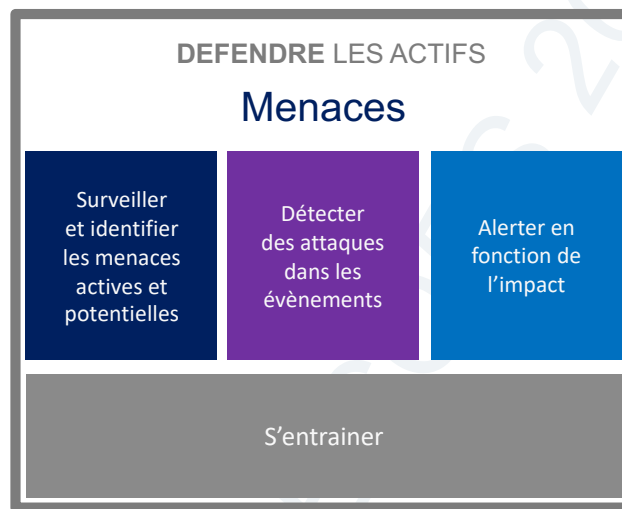 DEFENDRE LES ACTIFS
Menaces
Surveiller
et identifier
les menaces
actives et
potentielles
Détecter
des attaques
dans les
évènements
Alerter en
fonction de
l’impact
S’entrainer